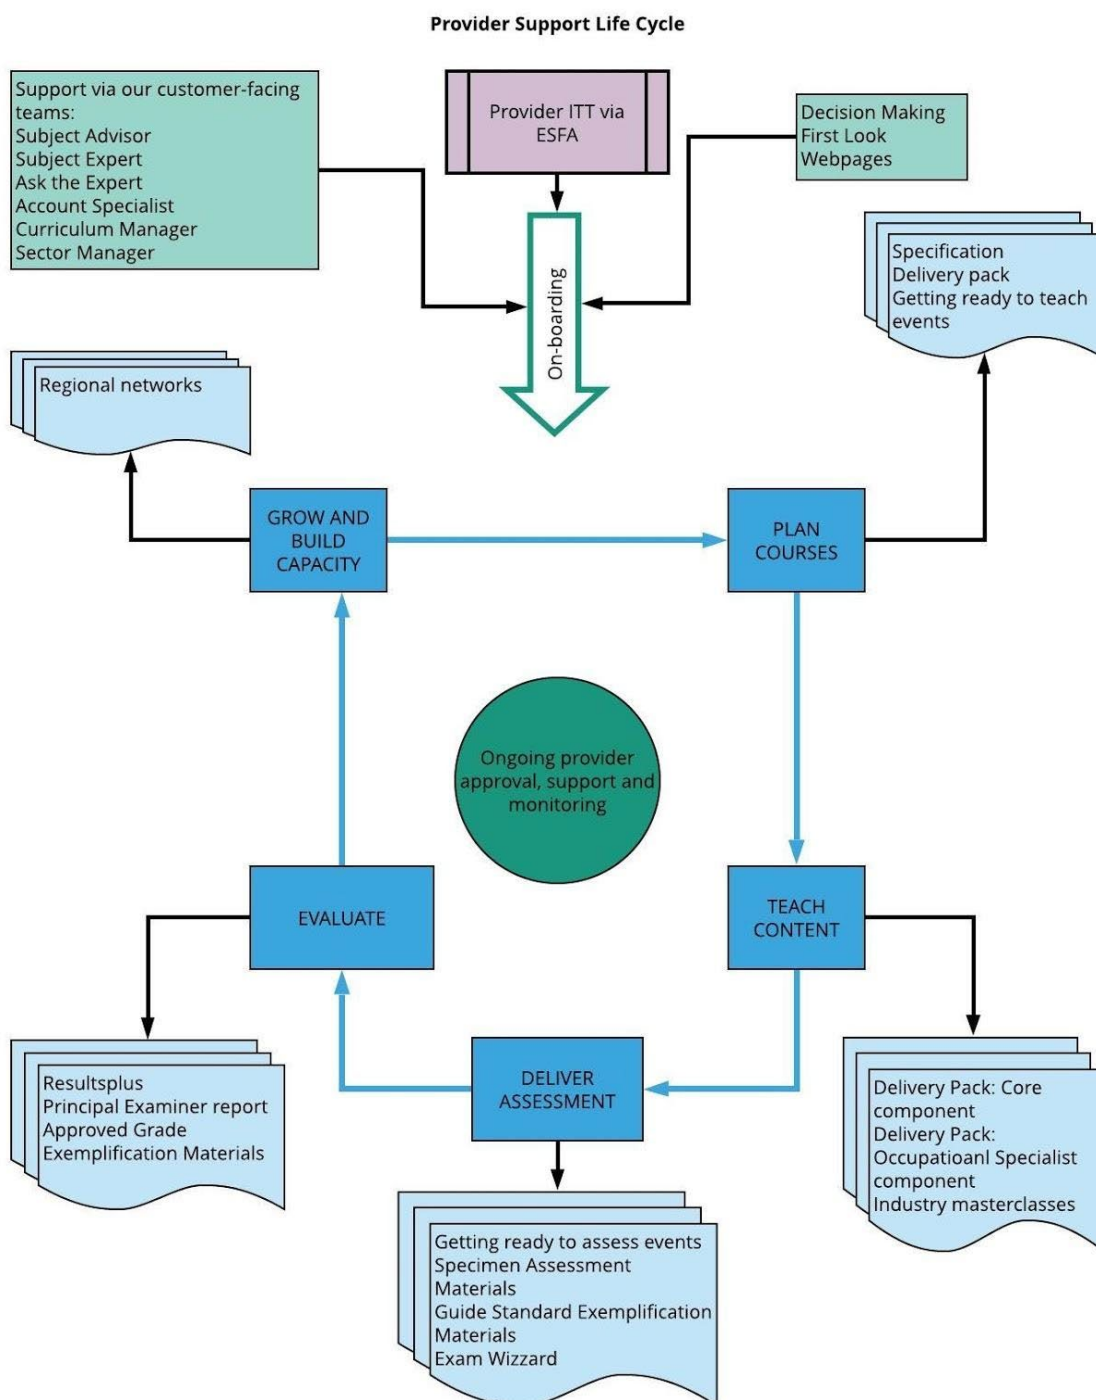 Provider Support Life Cycle
Support via our customer-facing
teams:
Subject Advisor
Subject Expert
Ask the Expert
Account Specialist
Curriculum Manager
Sector Manager
Provider ITT via
ESFA
Decision Making
First Look
Webpages
On-boarding
Specification
Delivery pack
Getting ready to teach
events
Regional networks
GROW AND
BUILD
CAPACITY
PLAN
COURSES
Ongoing provider
approval, support and
monitoring
EVALUATE
TEACH
CONTENT
DELIVER
ASSESSMENT
Resultsplus
Principal Examiner report
Approved Grade
Exemplification Materials
Delivery Pack: Core
component
Delivery Pack:
Occupatioanl Specialist
component
Industry masterclasses
Getting ready to assess events
Specimen Assessment
Materials
Guide Standard Exemplification
Materials
Exam Wizzard